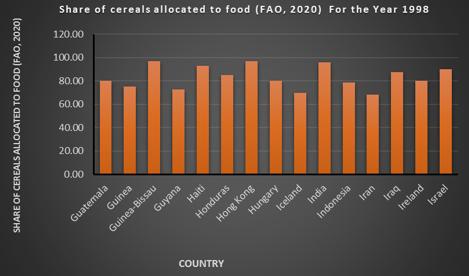 Share of cereals allocated to food (FAO, 2020) For the Year 1998
SHARE OF CEREALS ALLOCATED TO FOOD (FAO, 2020)
120.00
100.00
80.00
60.00
40.00
20.00
0.00
Guatemala
Guinea
Guinea-Bissau
Guyana
Haiti
Honduras
Hong Kong
Hungary
Iceland
India
Indonesia
Iran
Iraq
Ireland
Israel
COUNTRY